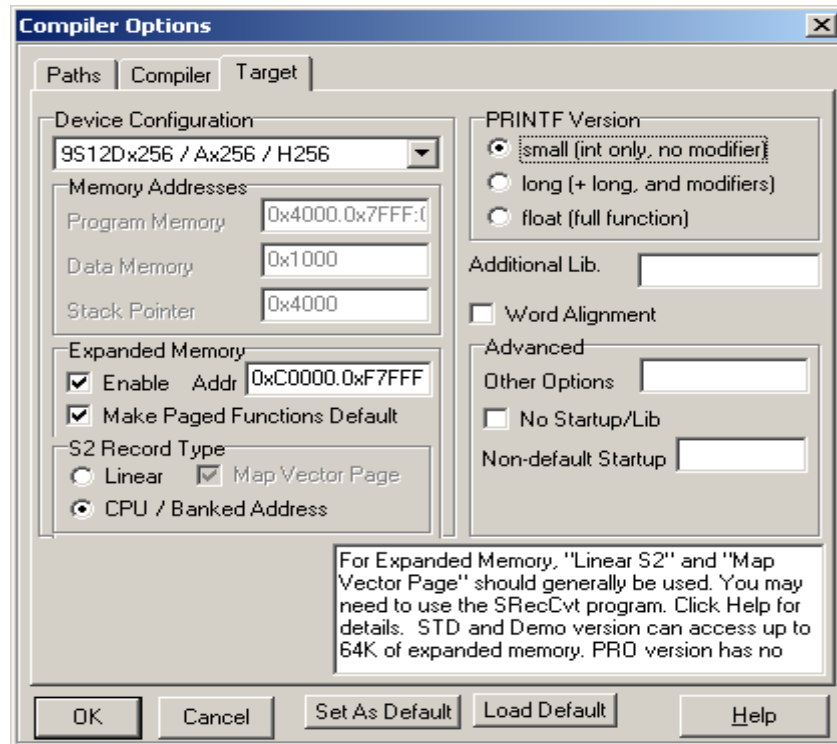 Compiler Options
Paths
Compiler
Target
Device Configuration
9S12Dx256 / Ax256 / H256
Memory Addresses
Program Memory
0x4000.0x7FFF:
Data Memory
0x1000
Stack Pointer
0x4000
Expanded Memory
Enable
Addr
0xC0000.0xF7FFF
Make Paged Functions Default
S2 Record Type
Linear
Map Vector Page
CPU / Banked Address
PRINTF Version
small (int only, no modifier)
long (+ long, and modifiers)
float (full function)
Additional Lib.
Word Alignment
Advanced
Other Options
No Startup/Lib
Non-default Startup
For Expanded Memory, "Linear S2" and "Map
Vector Page" should generally be used. You may
need to use the SRecCvt program. Click Help for
details. STD and Demo version can access up to
64K of expanded memory. PRO version has no
OK
Cancel
Set As Default
Load Default
Help